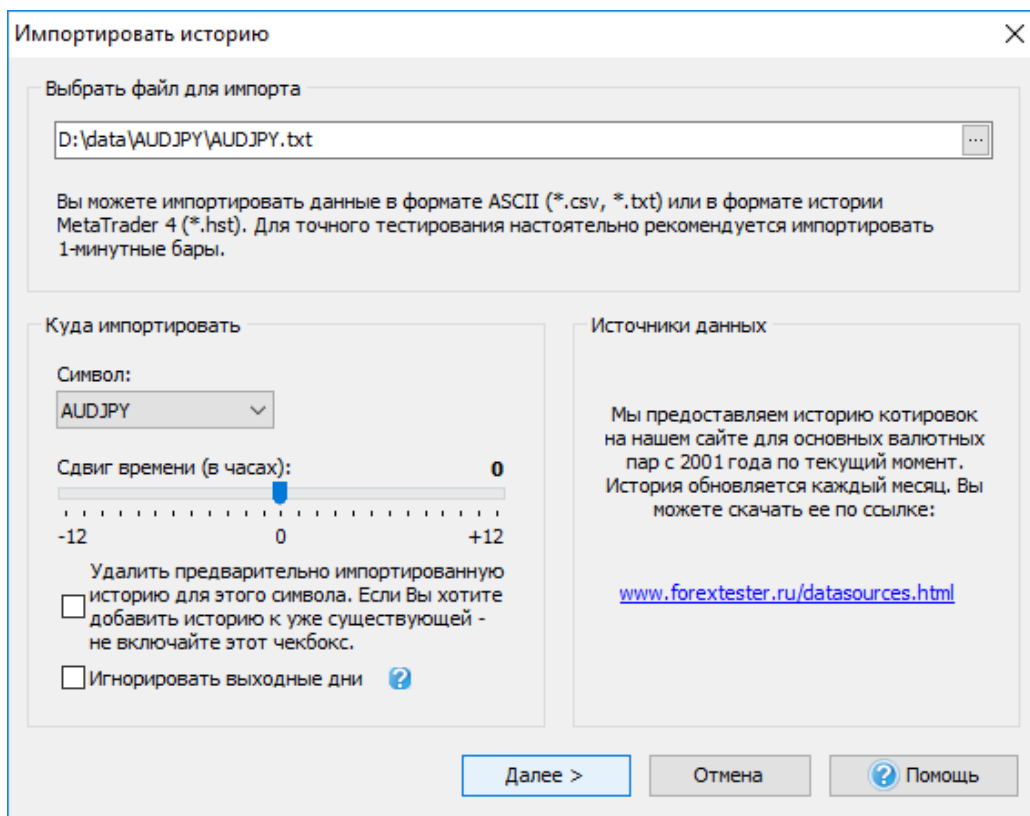 Импортировать историю
Выбрать файл для импорта
D:\data\AUDJPY\AUDJPY.txt
...
Вы можете импортировать данные в формате ASCII (*.csv, *.txt) или в формате истории
MetaTrader 4 (*.hst). Для точного тестирования настоятельно рекомендуется импортировать
1-минутные бары.
Куда импортировать
Символ:
AUDJPY
Сдвиг времени (в часах):
0
-12
0
+12
Удалить предварительно импортированную
историю для этого символа. Если Вы хотите
добавить историю к уже существующей -
не включайте этот чекбокс.
Игнорировать выходные дни
?
Источники данных
Мы предоставляем историю котировок
на нашем сайте для основных валютных
пар с 2001 года по текущий момент.
История обновляется каждый месяц. Вы
можете скачать ее по ссылке:
www.forextester.ru/datasources.html
Далее >
Отмена
? Помощь